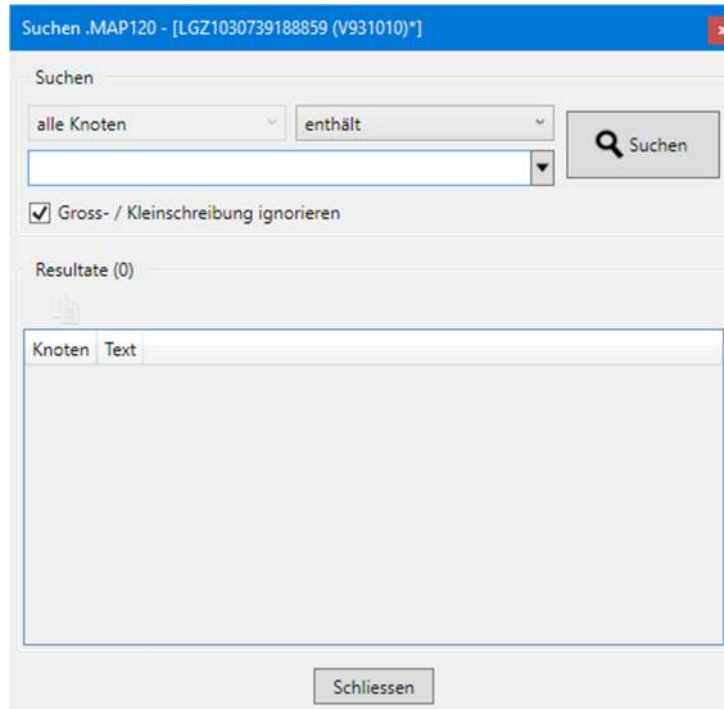 Suchen .MAP120 - [LGZ1030739188859 (V931010)*]
Suchen
alle Knoten enthält
Suchen
Gross- / Kleinschreibung ignorieren
Resultate (0)
Knoten Text
Schliessen